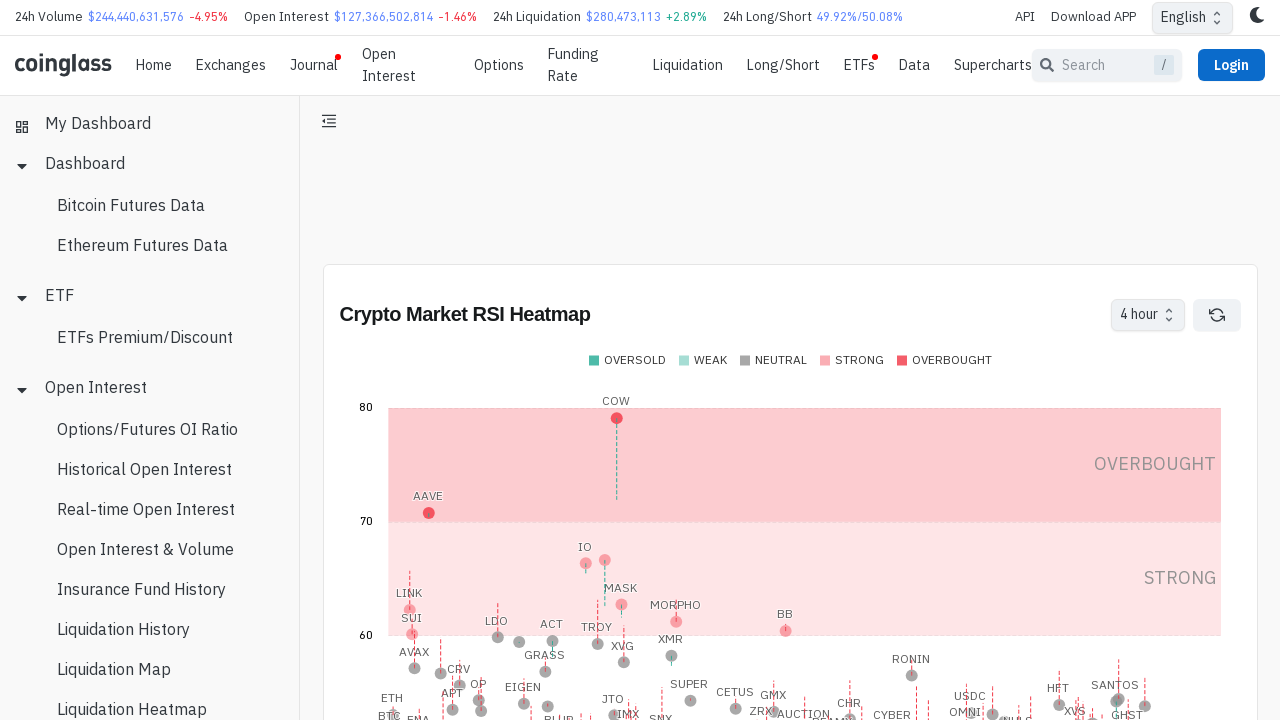 24h Volume $244,440,631,576 -4.95% Open Interest $127,366,502,814 -1.46% 24h Liquidation $280,473,113 +2.89% 24h Long/Short 49.92%/50.08% API Download APP English
coinglass Home Exchanges Journal Open Interest Options Funding Rate Liquidation Long/Short ETFs Data Supercharts Search / Login
My Dashboard
Dashboard
Bitcoin Futures Data
Ethereum Futures Data
ETF
ETFs Premium/Discount
Open Interest
Options/Futures OI Ratio
Historical Open Interest
Real-time Open Interest
Open Interest & Volume
Insurance Fund History
Liquidation History
Liquidation Map
Liquidation Heatmap
Crypto Market RSI Heatmap
4 hour
OVERSOLD WEAK NEUTRAL STRONG OVERBOUGHT
80
COW
OVERBOUGHT
AAVE
70
IO
STRONG
LINK
MASK
MORPHO
SUI
LDO
ACT
TROY
BB
60
XVG
XMR
AVAX
GRASS
RONIN
CRV
OP
APT
EIGEN
SUPER
CETUS
GMX
USDC
HFT
SANTOS
ETH
JTO
CHR
BTC
ENA
BLUR
IMX
SNX
ZRX
AUCTION
CYBER
OMNI
XVS
GHST